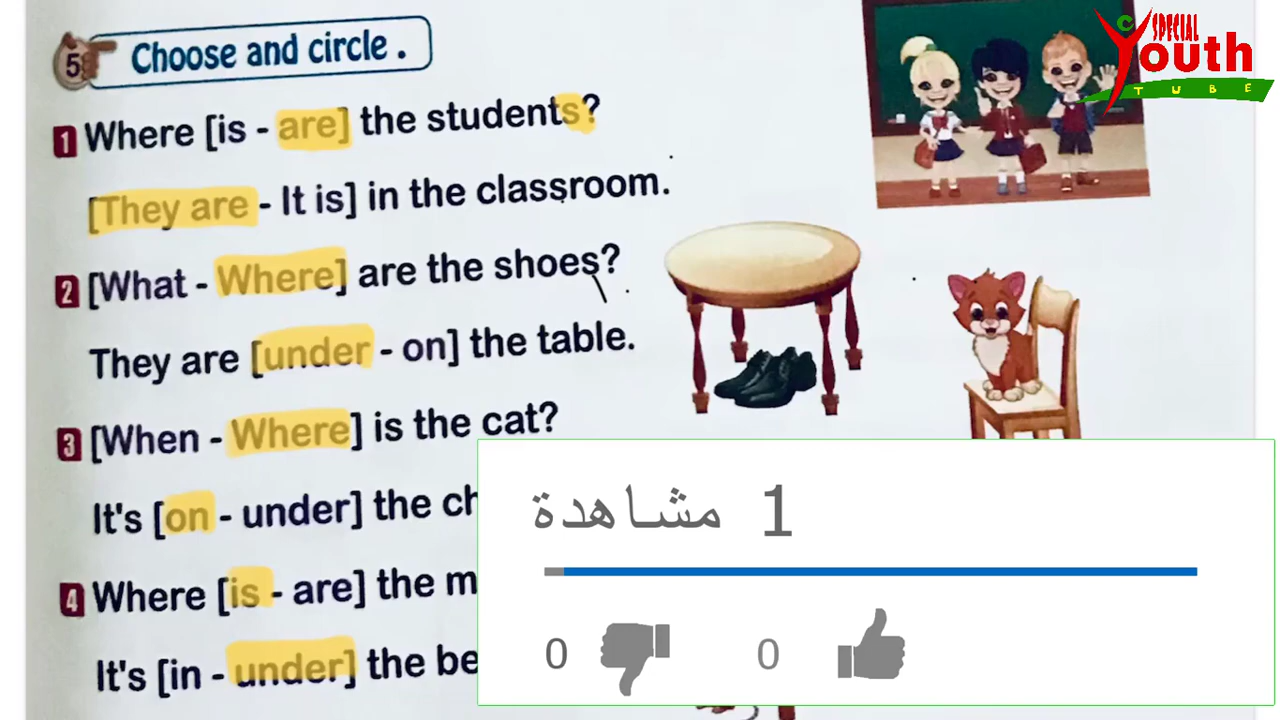 5 Choose and circle .
SPECIAL
Youth
TUBE
1 Where [is - are] the students?
[They are - It is] in the classroom.
2 [What - Where] are the shoes?
They are [under - on] the table.
3 [When - Where] is the cat?
It's [on - under] the ch
4 Where [is - are] the m
It's [in - under] the be
1 مشاهدة
0 0